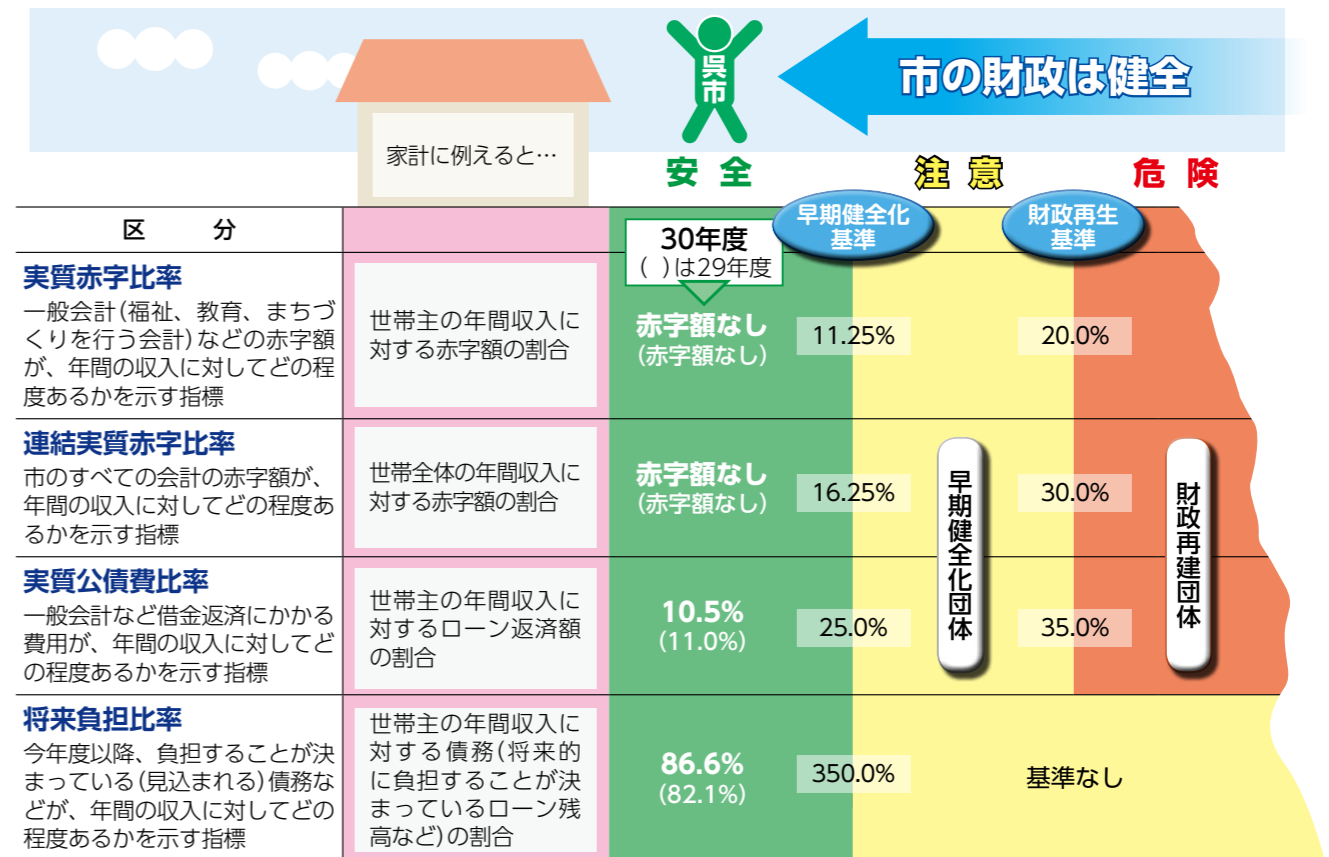 市の財政は健全
呉市
家計に例えると…
安全
注意
危険
区　分
30年度
( )は29年度
早期健全化
基準
財政再生
基準
実質赤字比率
一般会計(福祉、教育、まちづ
くりを行う会計)などの赤字額
が、年間の収入に対してどの程
度あるかを示す指標
世帯主の年間収入に
対する赤字額の割合
赤字額なし
(赤字額なし)
11.25%
20.0%
連結実質赤字比率
市のすべての会計の赤字額が、
年間の収入に対してどの程度あ
るかを示す指標
世帯全体の年間収入に
対する赤字額の割合
赤字額なし
(赤字額なし)
16.25%
早期健全化団体
30.0%
財政再建団体
実質公債費比率
一般会計など借金返済にかかる
費用が、年間の収入に対してど
の程度あるかを示す指標
世帯主の年間収入に
対するローン返済額
の割合
10.5%
(11.0%)
25.0%
35.0%
将来負担比率
今年度以降、負担することが決
まっている(見込まれる)債務な
どが、年間の収入に対してどの
程度あるかを示す指標
世帯主の年間収入に
対する債務(将来的
に負担することが決
まっているローン残
高など)の割合
86.6%
(82.1%)
350.0%
基準なし